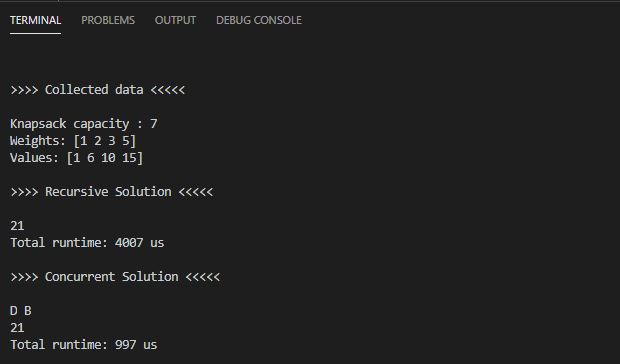 TERMINAL PROBLEMS OUTPUT DEBUG CONSOLE
>>>> Collected data <<<<<
Knapsack capacity : 7
Weights: [1 2 3 5]
Values: [1 6 10 15]
>>>> Recursive Solution <<<<<
21
Total runtime: 4007 us
>>>> Concurrent Solution <<<<<
D B
21
Total runtime: 997 us